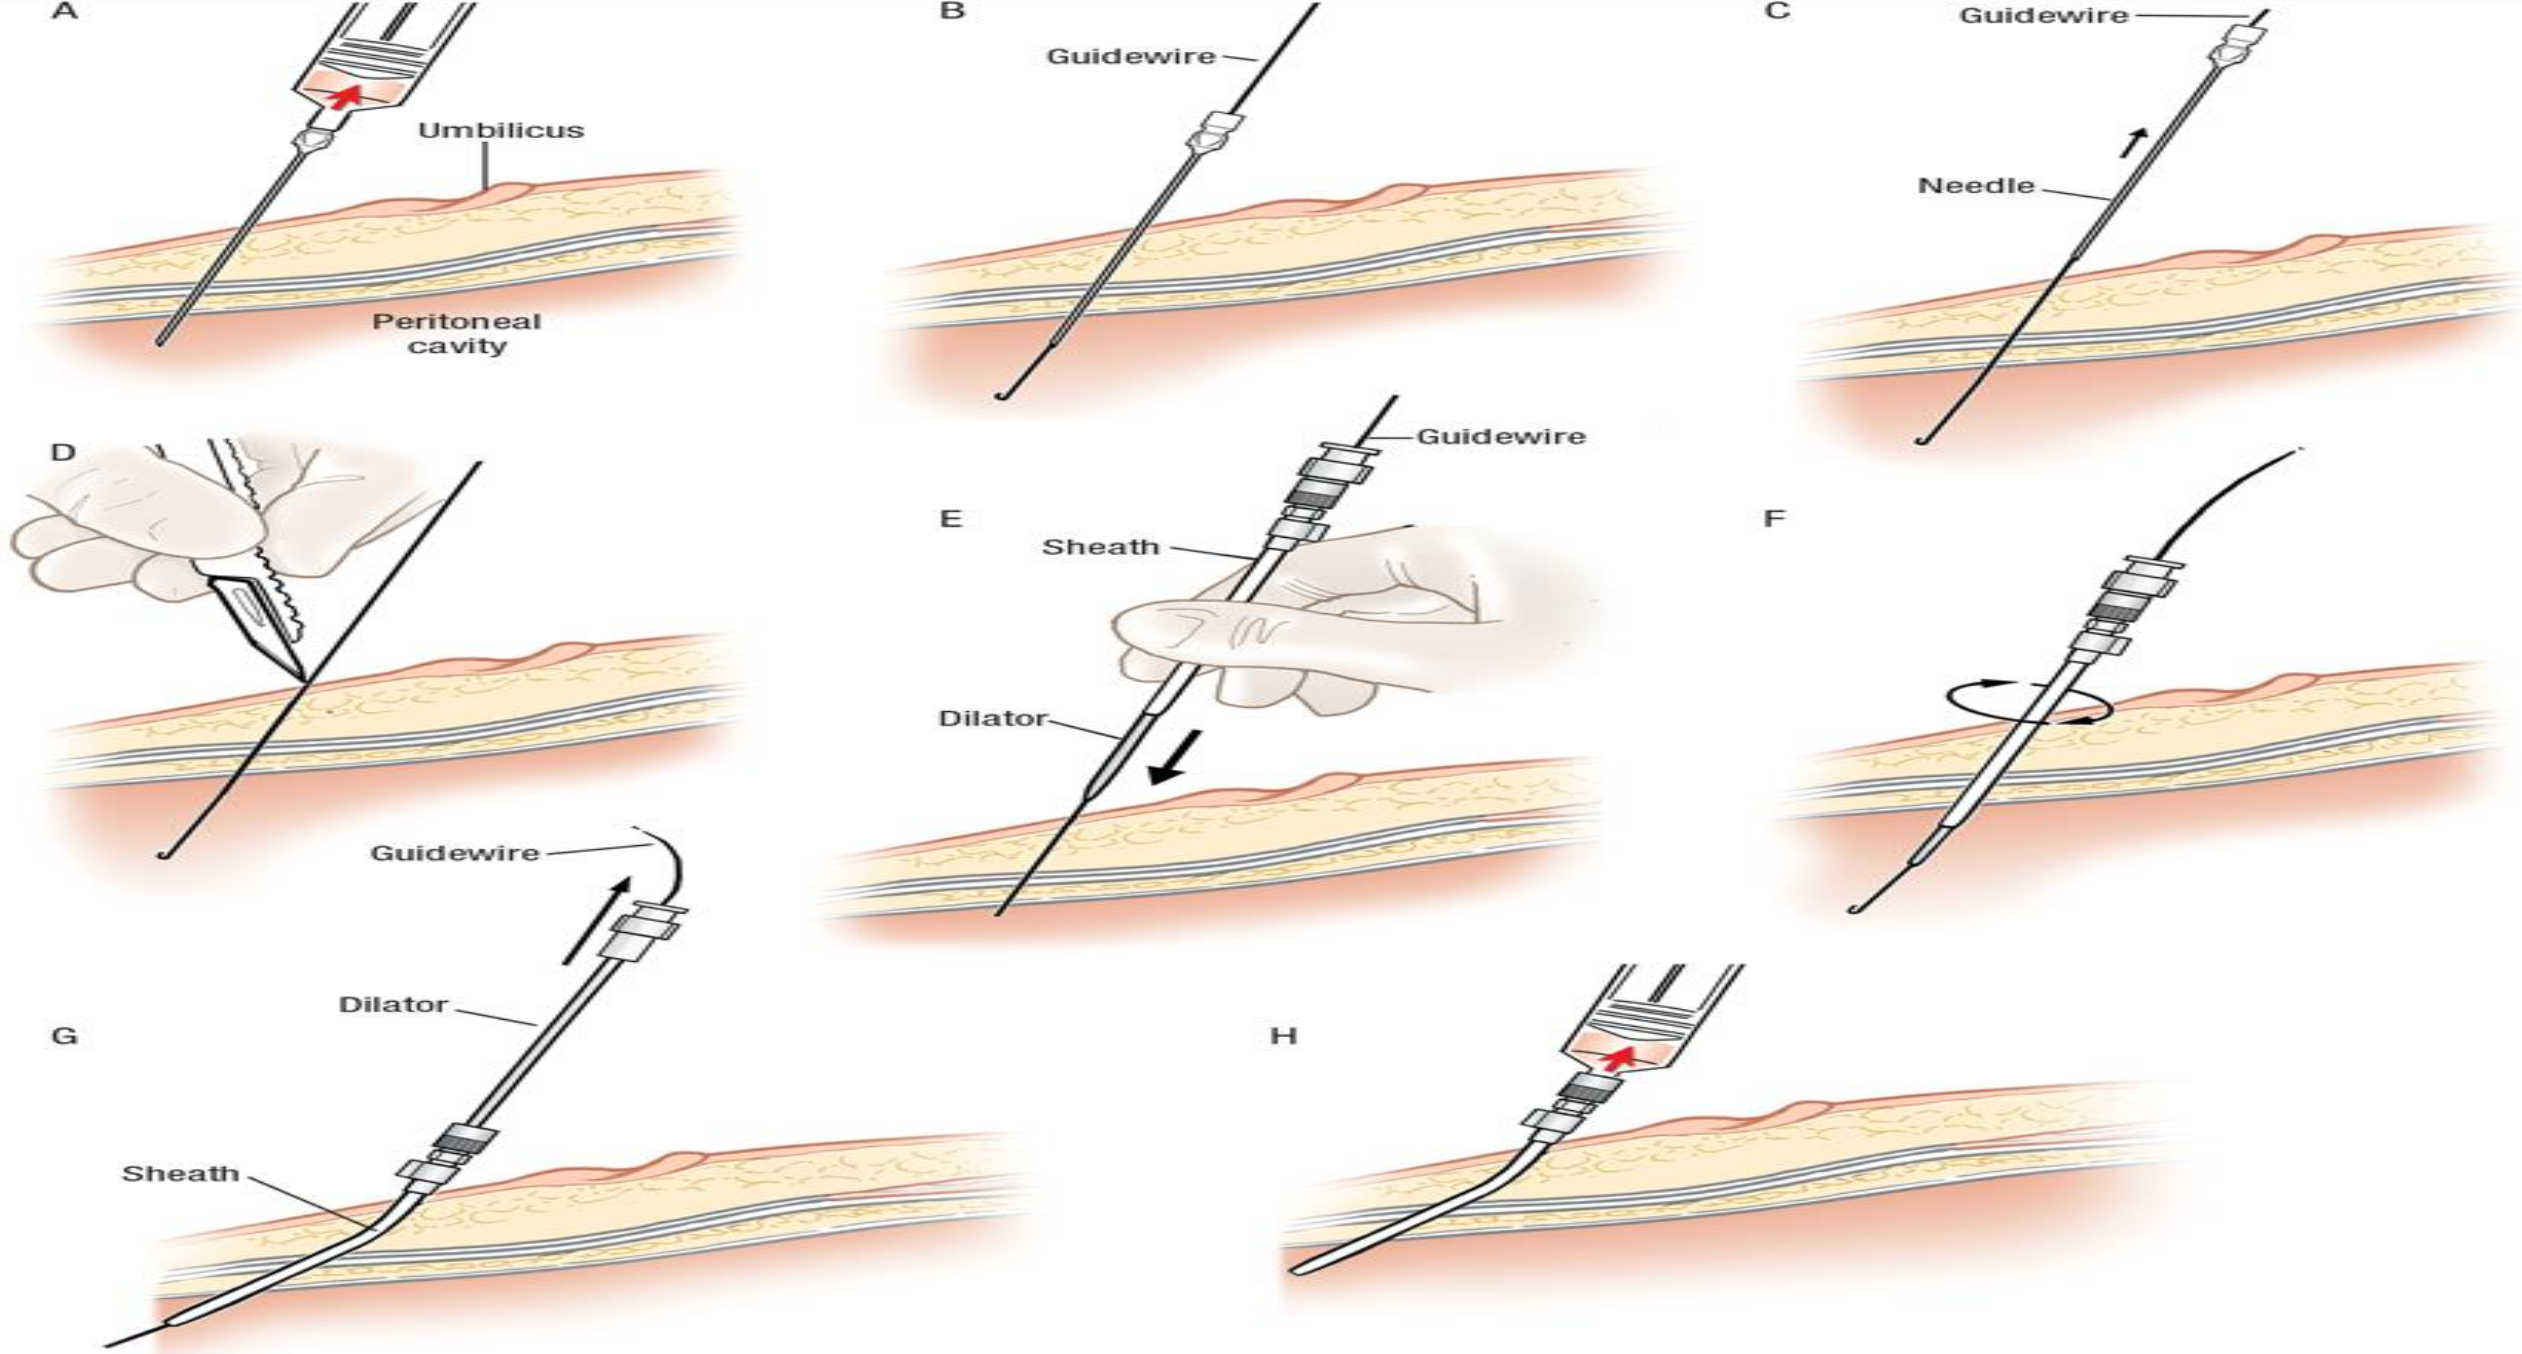 A
B
C
Guidewire
Guidewire
Umbilicus
Needle
Peritoneal
cavity
D
Guidewire
E
F
Sheath
Dilator
Guidewire
Dilator
G
H
Sheath